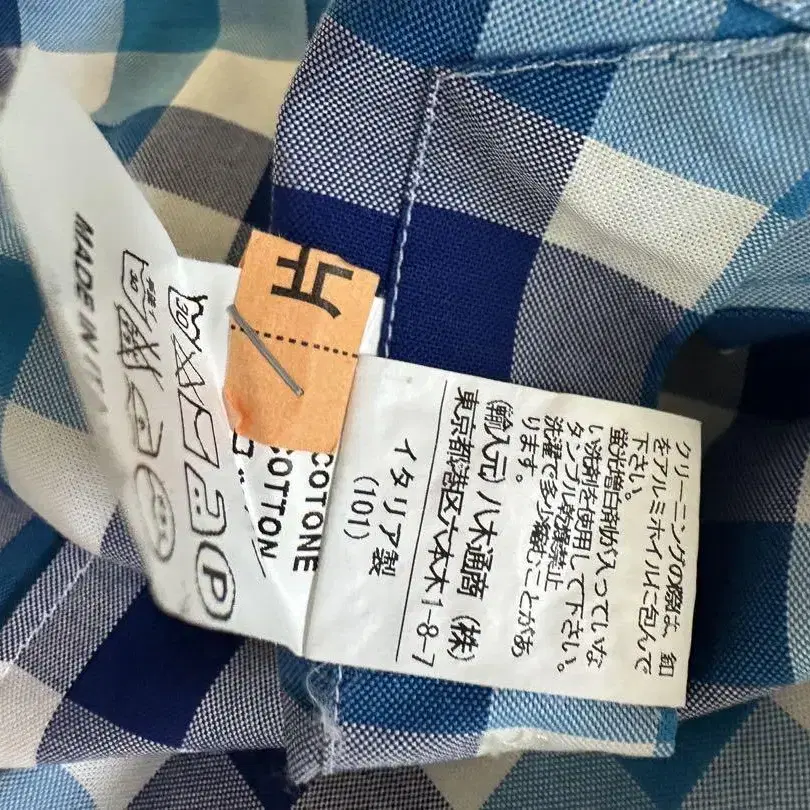 クリーニングの際は、釦
をアルミホイルに包んで
下さい。
蛍光増白剤の入っていな
い洗剤を使用して下さい。
タンブル乾燥禁止
洗濯で多少縮むことがあ
ります。
(輸入元) 八木通商 (株)
東京都港区六本木1-8-7
イタリア製
(101)
COTONE
COTTON
30
P
MADE IN ITA
30